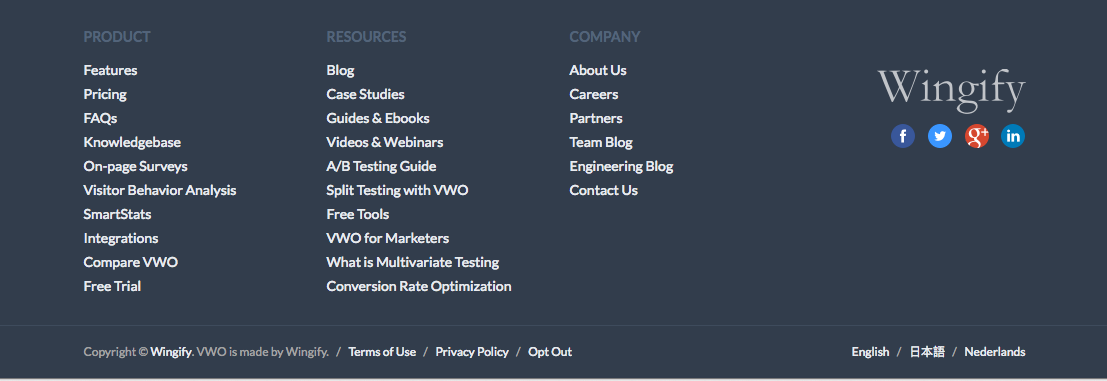 PRODUCT
Features
Pricing
FAQs
Knowledgebase
On-page Surveys
Visitor Behavior Analysis
SmartStats
Integrations
Compare VWO
Free Trial
RESOURCES
Blog
Case Studies
Guides & Ebooks
Videos & Webinars
A/B Testing Guide
Split Testing with VWO
Free Tools
VWO for Marketers
What is Multivariate Testing
Conversion Rate Optimization
COMPANY
About Us
Careers
Partners
Team Blog
Engineering Blog
Contact Us
Wingify
f g+ in
Copyright © Wingify. VWO is made by Wingify. / Terms of Use / Privacy Policy / Opt Out
English / 日本語 / Nederlands